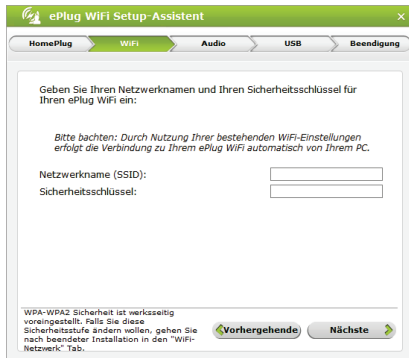 ePlug WiFi Setup-Assistent
HomePlug WiFi Audio USB Beendigung
Geben Sie Ihren Netzwerknamen und Ihren Sicherheitsschlüssel für
Ihren ePlug WiFi ein:
Bitte bachten: Durch Nutzung Ihrer bestehenden WiFi-Einstellungen
erfolgt die Verbindung zu Ihrem ePlug WiFi automatisch von Ihrem PC.
Netzwerkname (SSID):
Sicherheitsschlüssel:
WPA-WPA2 Sicherheit ist werksseitig
voreingestellt. Falls Sie diese
Sicherheitsstufe ändern wollen, gehen Sie
nach beendeter Installation in den "WiFi-
Netzwerk" Tab.
Vorhergehende Nächste